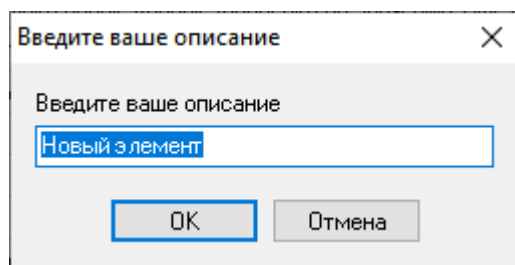 Введите ваше описание
Введите ваше описание
Новый элемент
OK
Отмена